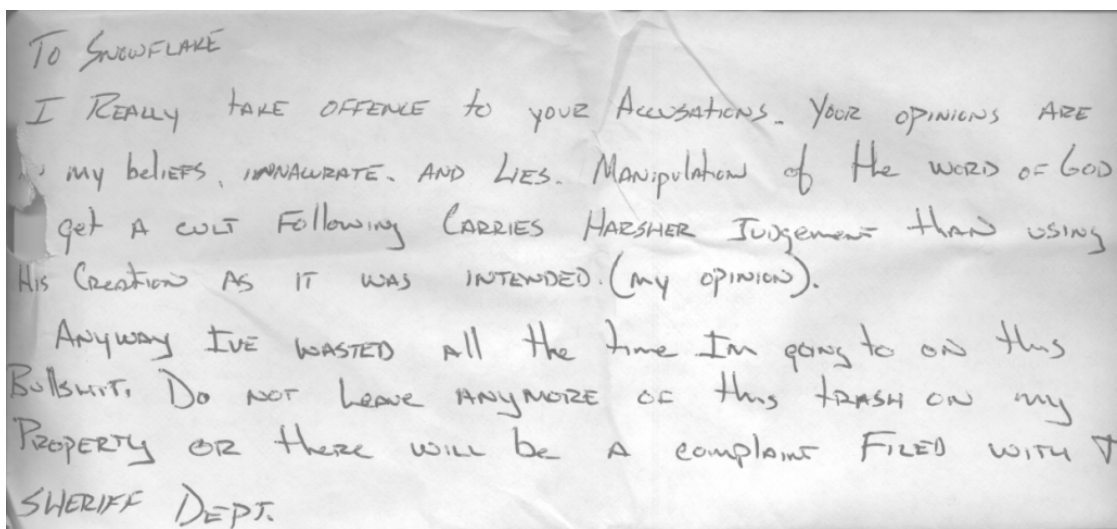 To Snowflake
I Really take offence to your Accusations. Your opinions are
my beliefs, innaccurate. And Lies. Manipulation of the word of God
get a cult Following Carries Harsher Judgement than using
His Creation As it was intended. (my opinion).
Anyway Ive wasted all the time Im going to on this
Bullshit. Do not Leave anymore of this trash on my
Property or there will be a complaint Filed with
Sheriff Dept.